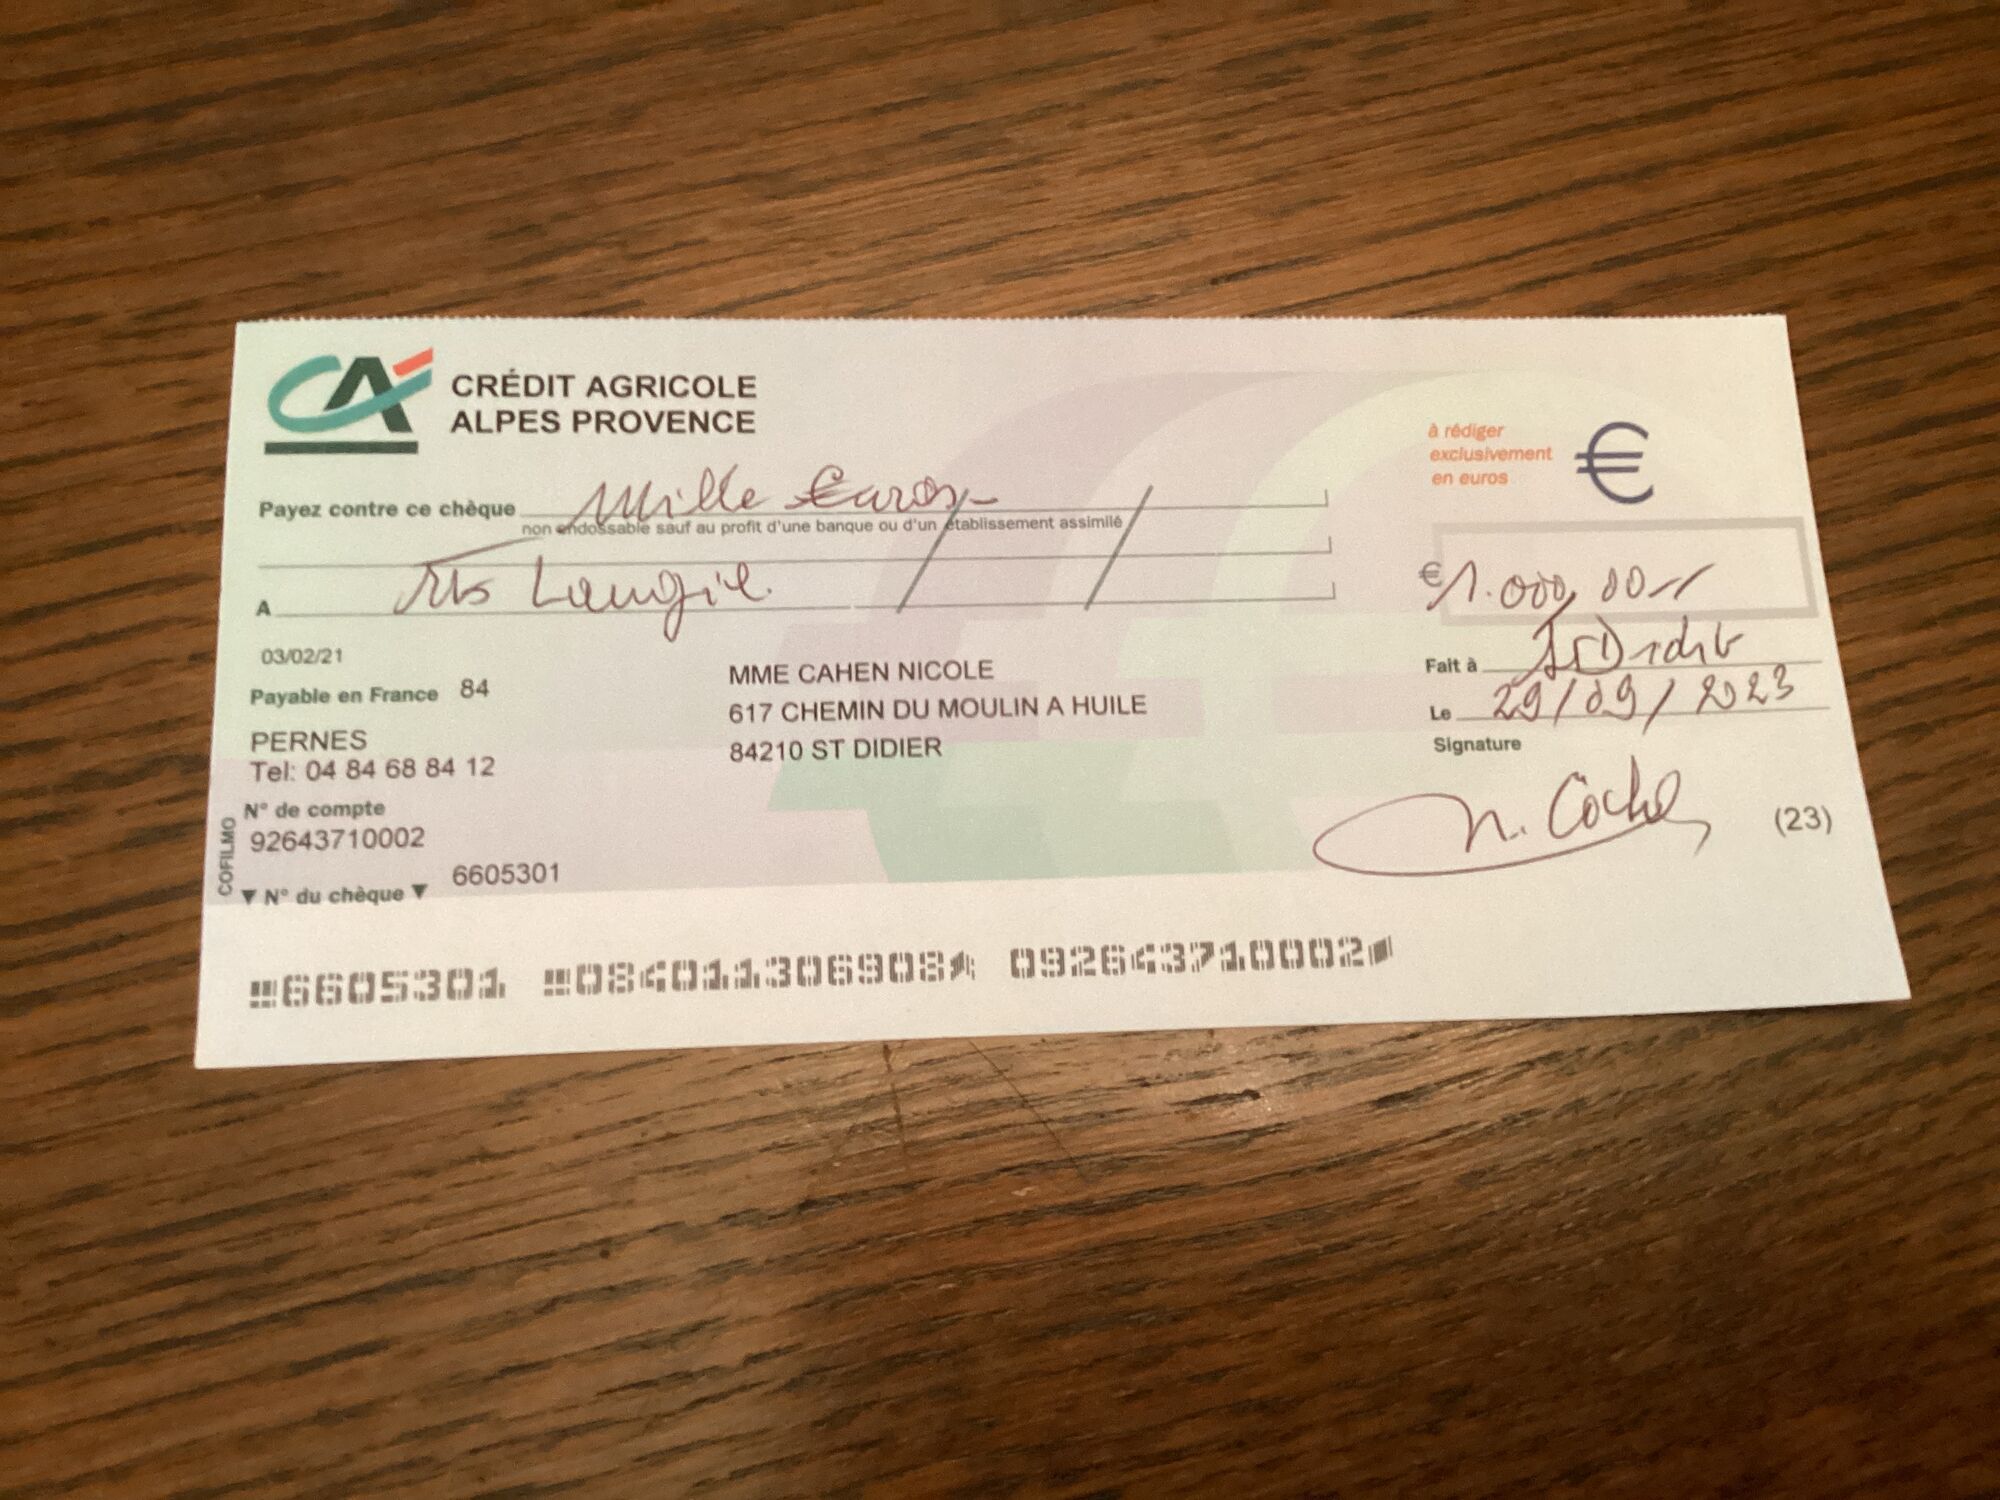 CA
CRÉDIT AGRICOLE
ALPES PROVENCE
à rédiger
exclusivement
en euros
€
Payez contre ce chèque Mille Euros
non endossable sauf au profit d'une banque ou d'un établissement assimilé
A
€ 1.000,00
03/02/21
Payable en France 84
PERNES
Tel: 04 84 68 84 12
N° de compte
92643710002
COFILMO
N° du chèque 6605301
MME CAHEN NICOLE
617 CHEMIN DU MOULIN A HUILE
84210 ST DIDIER
Fait à
Le 29/09/2023
Signature
(23)
6605301 084011306908 092643710002